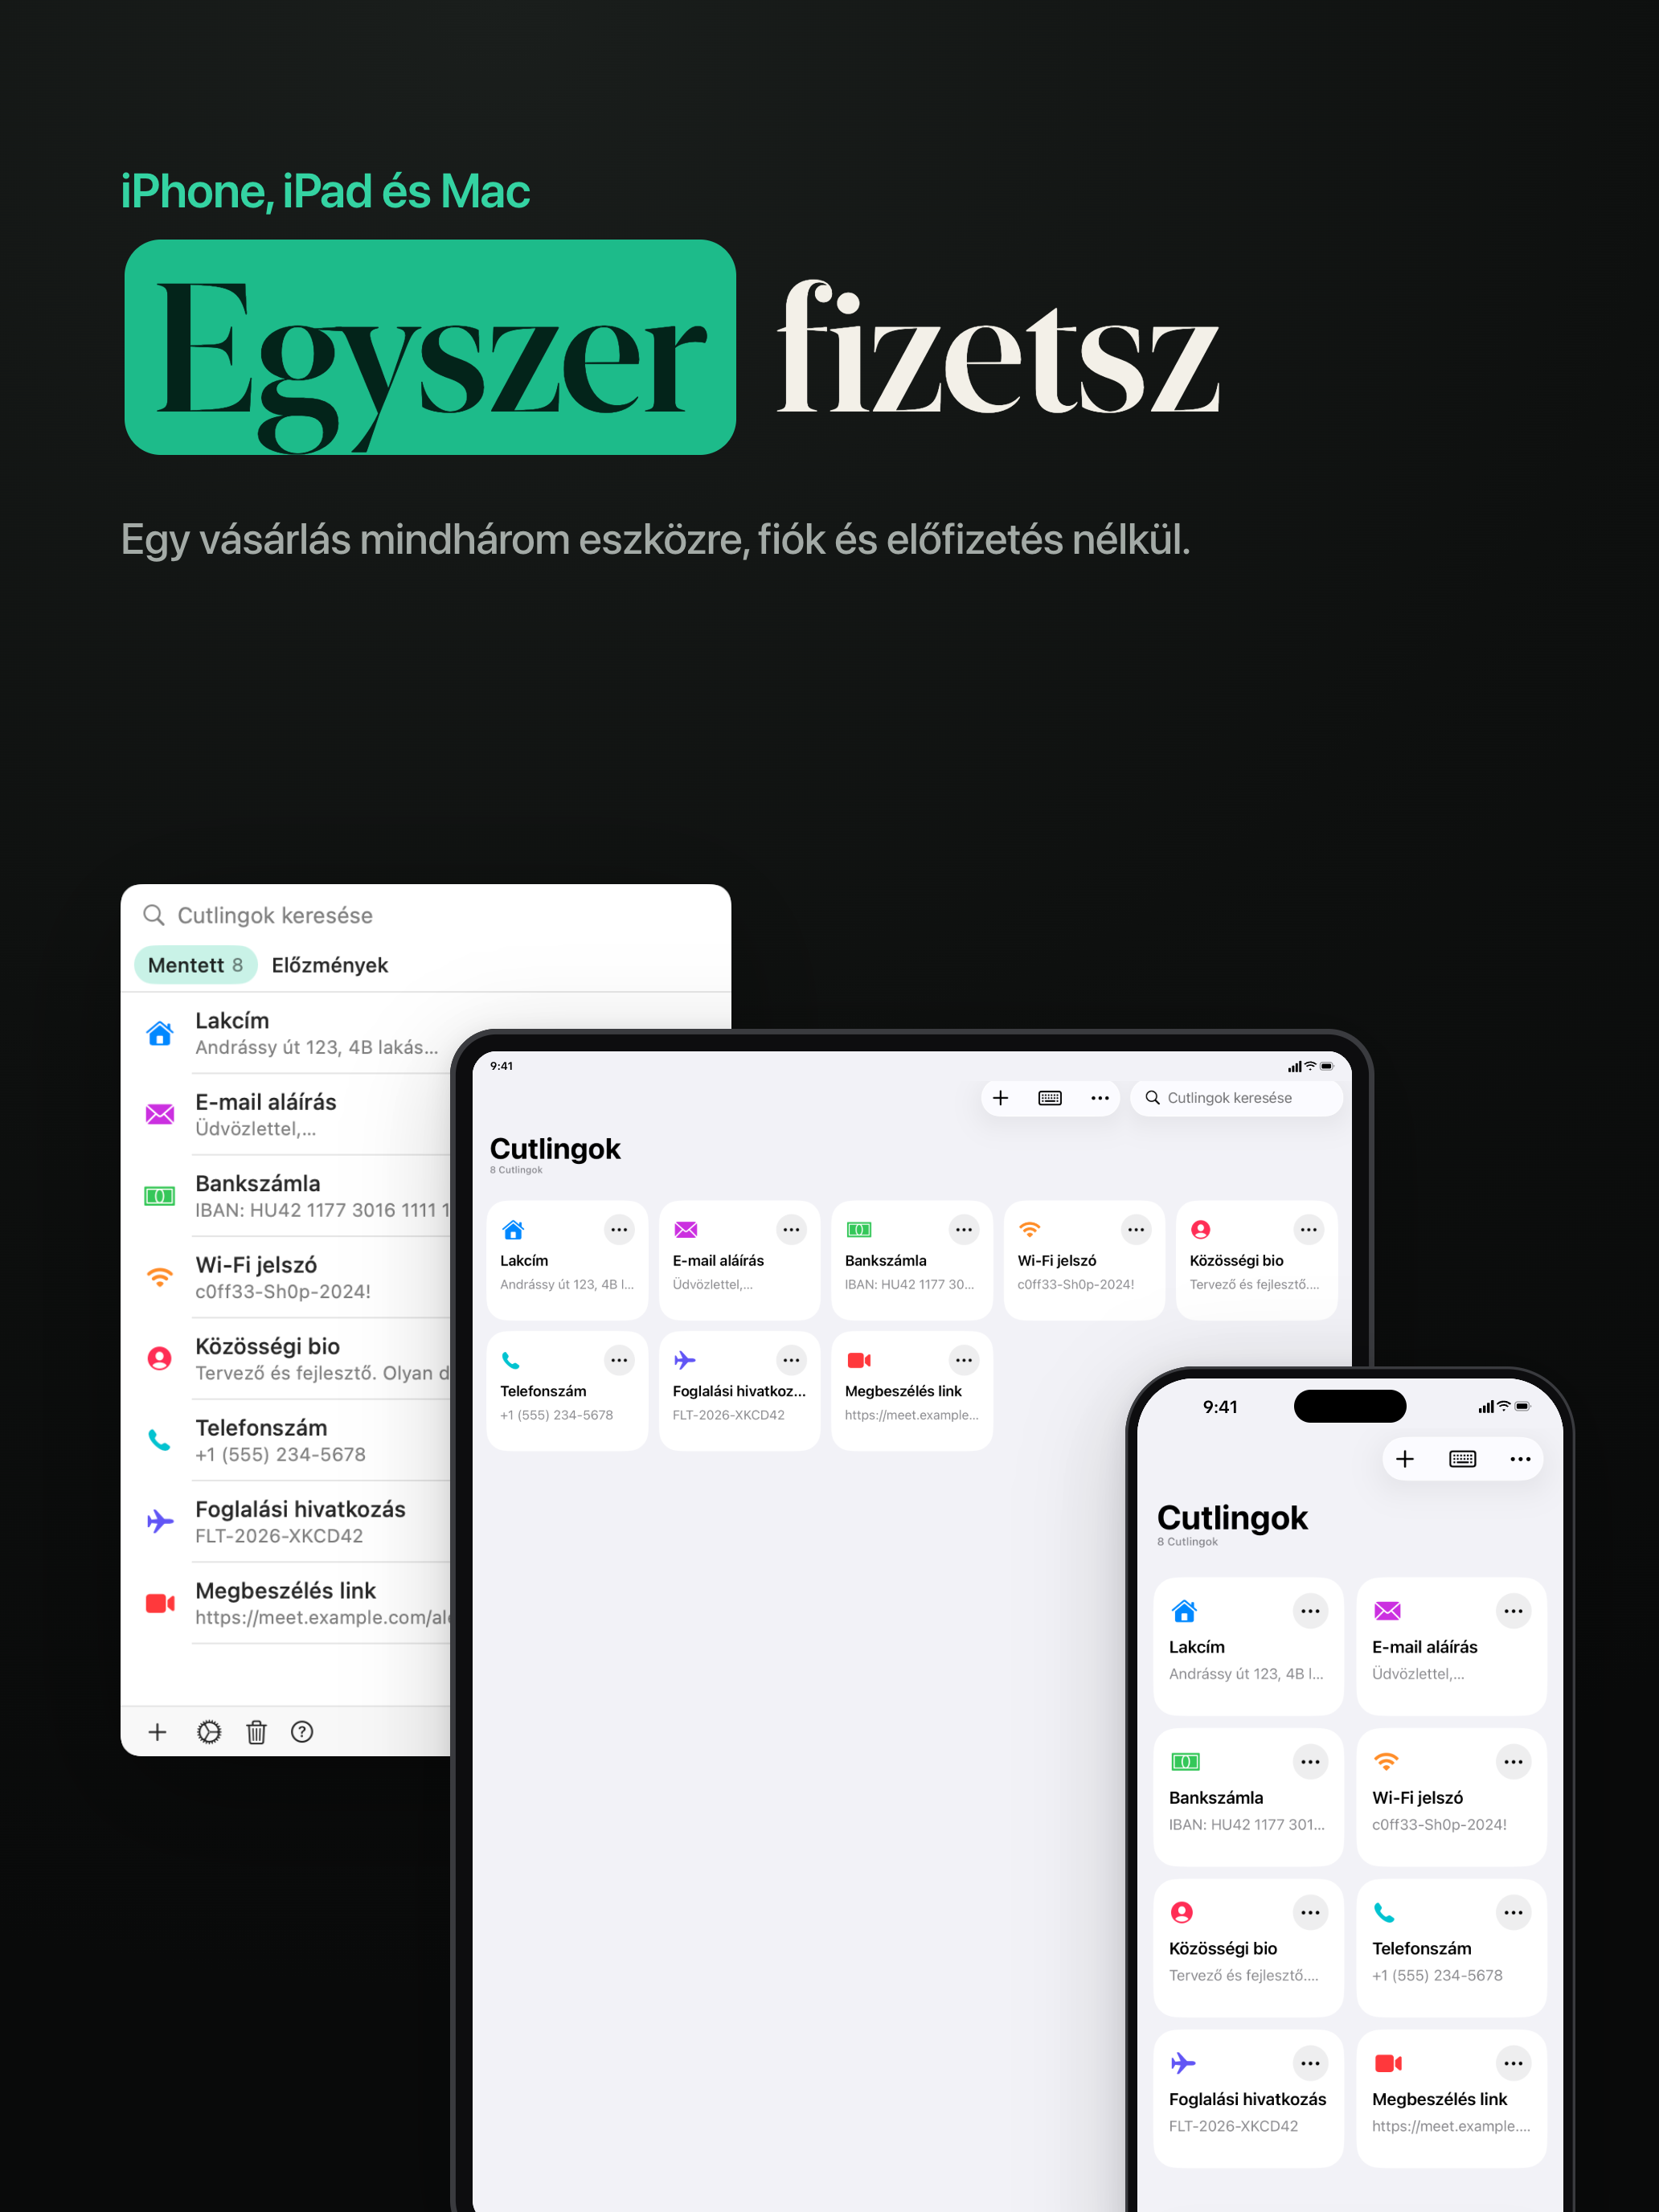 iPhone, iPad és Mac
Egyszer fizetsz
Egy vásárlás mindhárom eszközre, fiók és előfizetés nélkül.
Cutlingok keresése
Mentett 8 Előzmények
Lakcím
Andrássy út 123, 4B lakás...
E-mail aláírás
Üdvözlettel,...
Bankszámla
IBAN: HU42 1177 3016 1111 1
Wi-Fi jelszó
c0ff33-Sh0p-2024!
Közösségi bio
Tervező és fejlesztő. Olyan d
Telefonszám
+1 (555) 234-5678
Foglalási hivatkozás
FLT-2026-XKCD42
Megbeszélés link
https://meet.example.com/al
9:41
Cutlingok keresése
Cutlingok
8 Cutlingok
Lakcím
Andrássy út 123, 4B l...
E-mail aláírás
Üdvözlettel,...
Bankszámla
IBAN: HU42 1177 30...
Wi-Fi jelszó
c0ff33-Sh0p-2024!
Közösségi bio
Tervező és fejlesztő....
Telefonszám
+1 (555) 234-5678
Foglalási hivatkoz...
FLT-2026-XKCD42
Megbeszélés link
https://meet.example...
9:41
Cutlingok
8 Cutlingok
Lakcím
Andrássy út 123, 4B l...
E-mail aláírás
Üdvözlettel,...
Bankszámla
IBAN: HU42 1177 301...
Wi-Fi jelszó
c0ff33-Sh0p-2024!
Közösségi bio
Tervező és fejlesztő....
Telefonszám
+1 (555) 234-5678
Foglalási hivatkozás
FLT-2026-XKCD42
Megbeszélés link
https://meet.example....